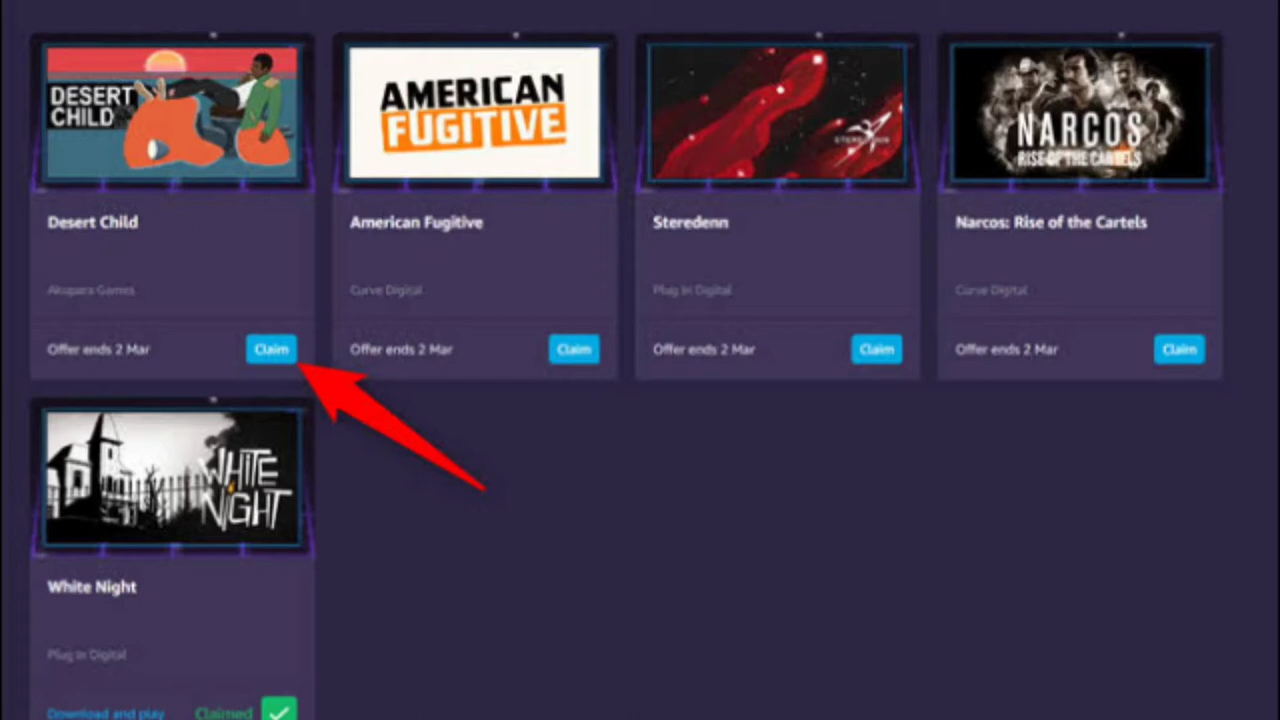 DESERT
CHILD
AMERICAN
FUGITIVE
STEREDENN
NARCOS
RISE OF THE CARTELS
Desert Child
American Fugitive
Steredenn
Narcos: Rise of the Cartels
Akupara Games
Curve Digital
Plug In Digital
Curve Digital
Offer ends 2 Mar
Claim
Offer ends 2 Mar
Claim
Offer ends 2 Mar
Claim
Offer ends 2 Mar
Claim
WHITE
NIGHT
White Night
Plug In Digital
Download and play
Claimed